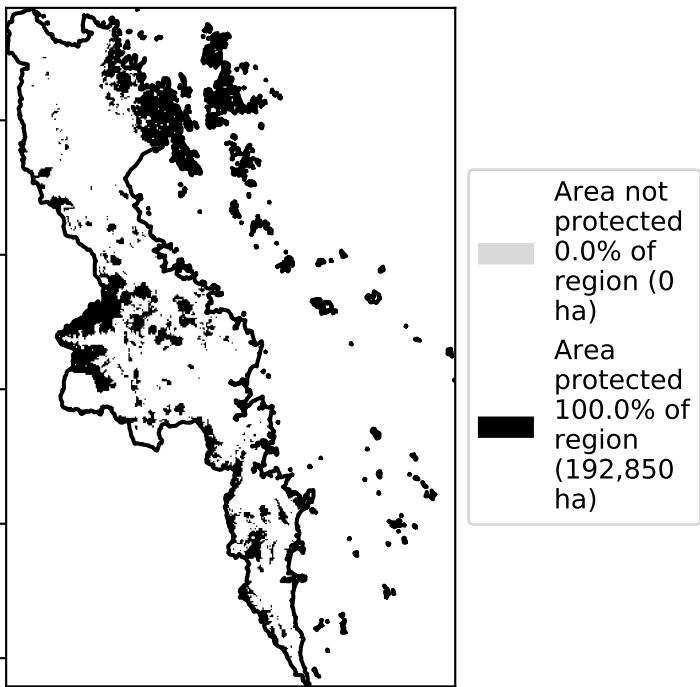 Area not
protected
0.0% of
region (0
ha)
Area
protected
100.0% of
region
(192,850
ha)